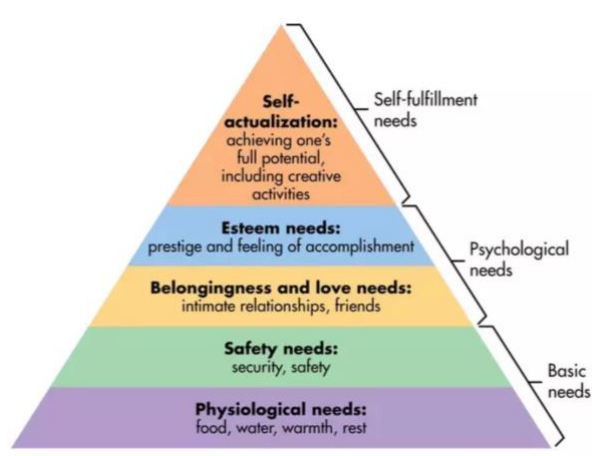 Self-
actualization:
achieving one's
full potential,
including creative
activities
Self-fulfillment
needs
Esteem needs:
prestige and feeling of accomplishment
Psychological
needs
Belongingness and love needs:
intimate relationships, friends
Safety needs:
security, safety
Basic
needs
Physiological needs:
food, water, warmth, rest